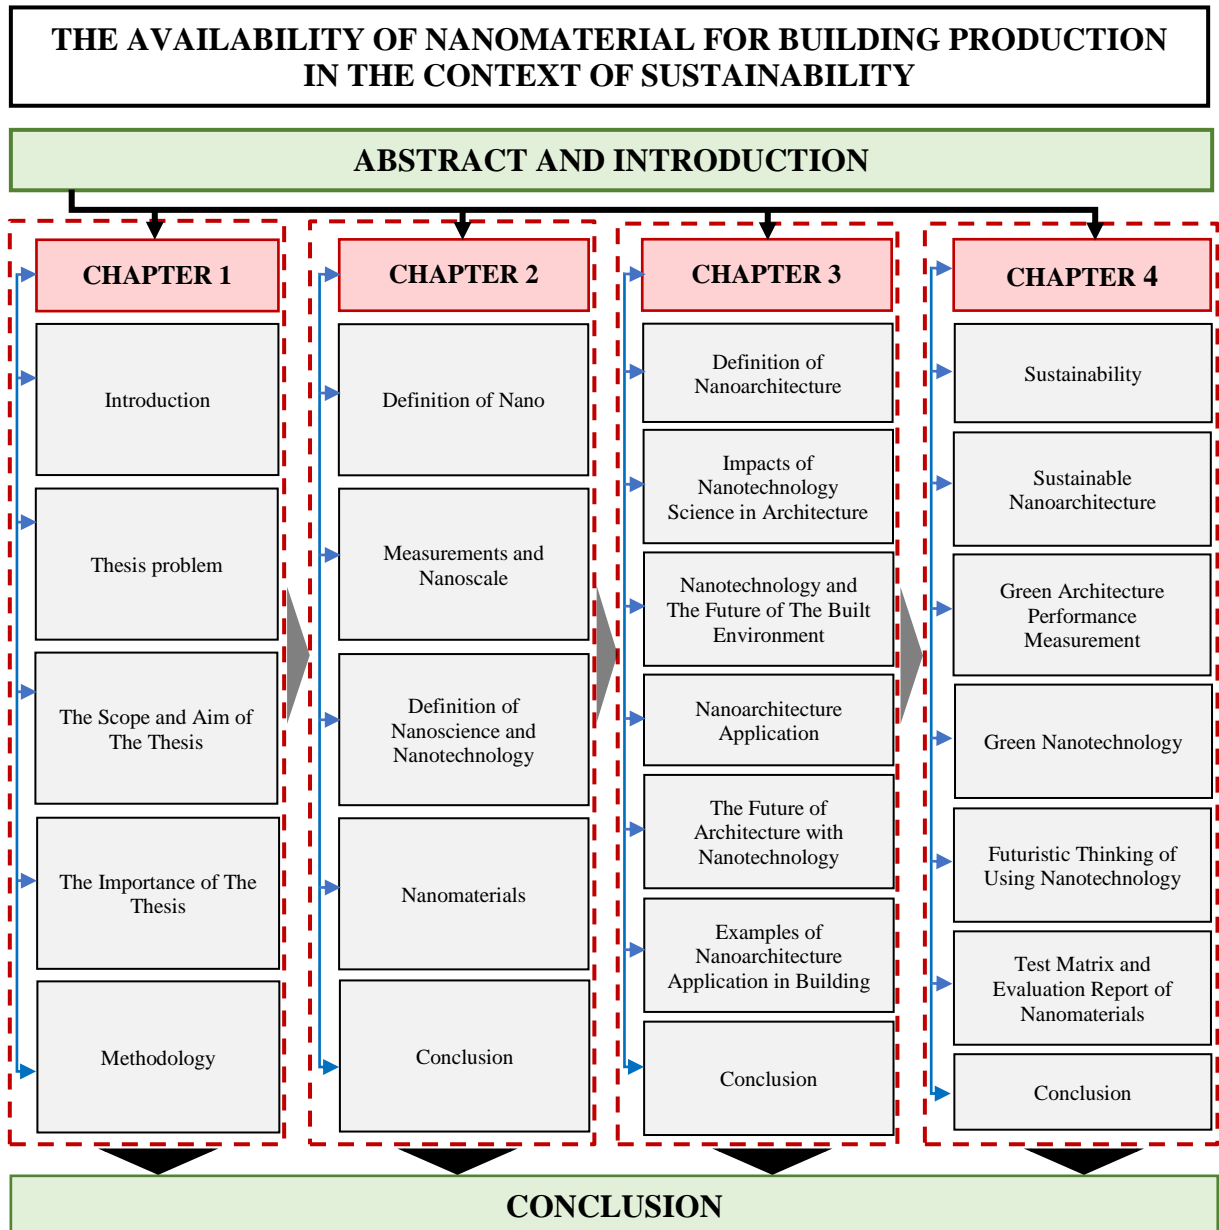 THE AVAILABILITY OF NANOMATERIAL FOR BUILDING PRODUCTION
IN THE CONTEXT OF SUSTAINABILITY
ABSTRACT AND INTRODUCTION
CHAPTER 1
Introduction
Thesis problem
The Scope and Aim of
The Thesis
The Importance of The
Thesis
Methodology
CHAPTER 2
Definition of Nano
Measurements and
Nanoscale
Definition of
Nanoscience and
Nanotechnology
Nanomaterials
Conclusion
CHAPTER 3
Definition of
Nanoarchitecture
Impacts of
Nanotechnology
Science in Architecture
Nanotechnology and
The Future of The Built
Environment
Nanoarchitecture
Application
The Future of
Architecture with
Nanotechnology
Examples of
Nanoarchitecture
Application in Building
Conclusion
CHAPTER 4
Sustainability
Sustainable
Nanoarchitecture
Green Architecture
Performance
Measurement
Green Nanotechnology
Futuristic Thinking of
Using Nanotechnology
Test Matrix and
Evaluation Report of
Nanomaterials
Conclusion
CONCLUSION